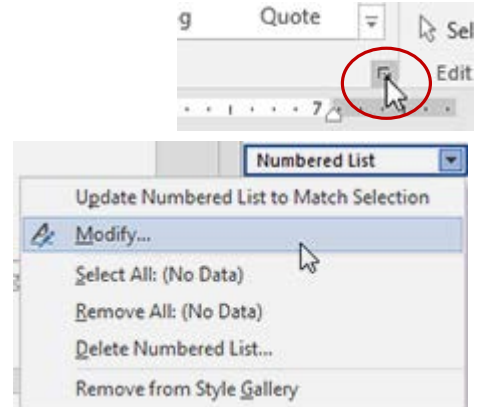 Quote
Sel
Edit
7
Numbered List
Update Numbered List to Match Selection
Modify...
Select All: (No Data)
Remove All: (No Data)
Delete Numbered List...
Remove from Style Gallery